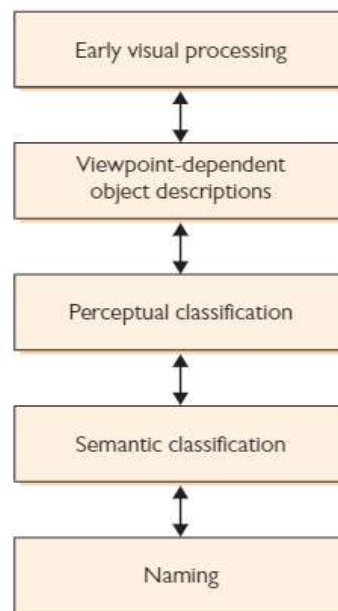 Early visual processing
Viewpoint-dependent
object descriptions
Perceptual classification
Semantic classification
Naming